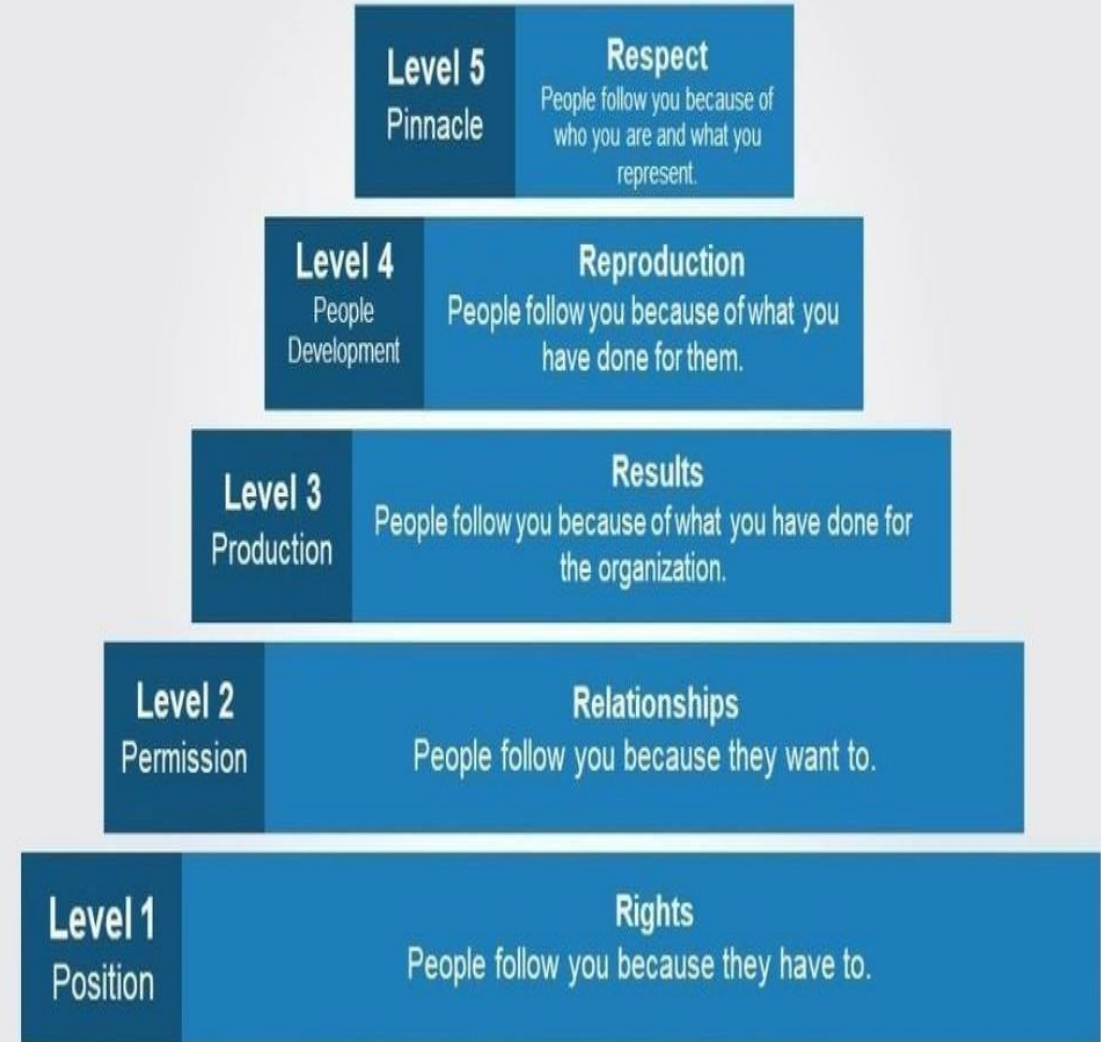 Level 5
Pinnacle
Respect
People follow you because of
who you are and what you
represent.
Level 4
People
Development
Reproduction
People follow you because of what you
have done for them.
Level 3
Production
Results
People follow you because of what you have done for
the organization.
Level 2
Permission
Relationships
People follow you because they want to.
Level 1
Position
Rights
People follow you because they have to.